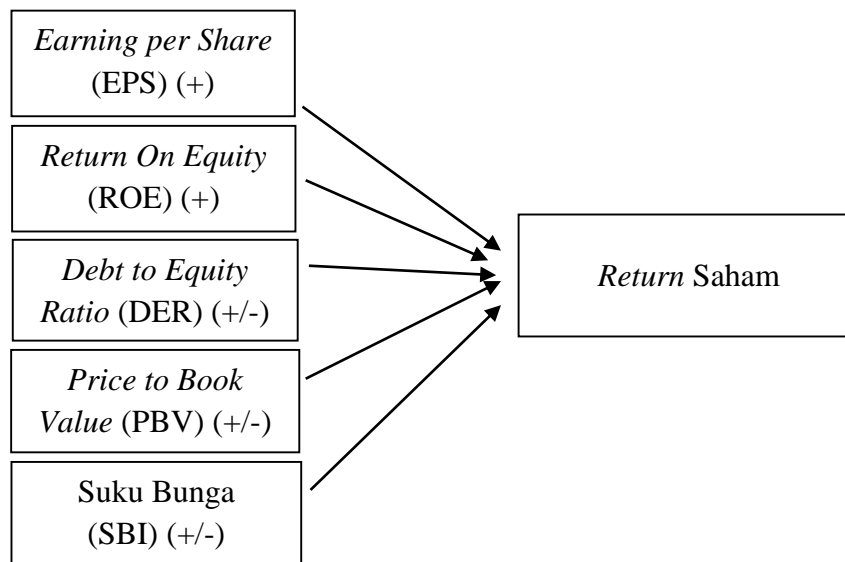 Earning per Share
(EPS) (+)
Return On Equity
(ROE) (+)
Debt to Equity
Ratio (DER) (+/-)
Price to Book
Value (PBV) (+/-)
Suku Bunga
(SBI) (+/-)
Return Saham